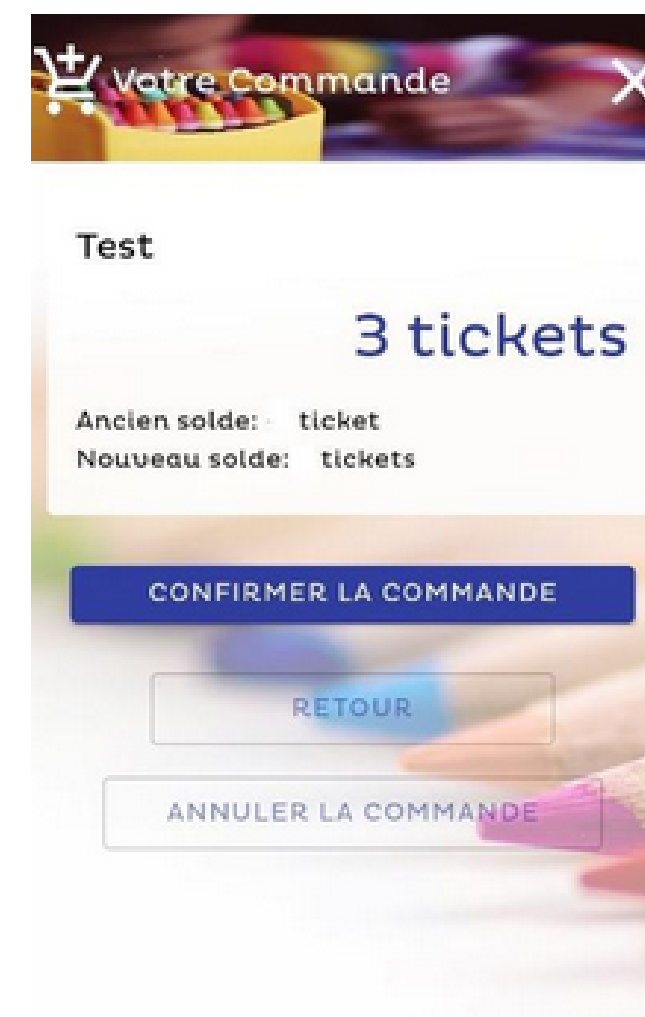 Votre Commande
Test
3 tickets
Ancien solde: ticket
Nouveau solde: tickets
CONFIRMER LA COMMANDE
RETOUR
ANNULER LA COMMANDE